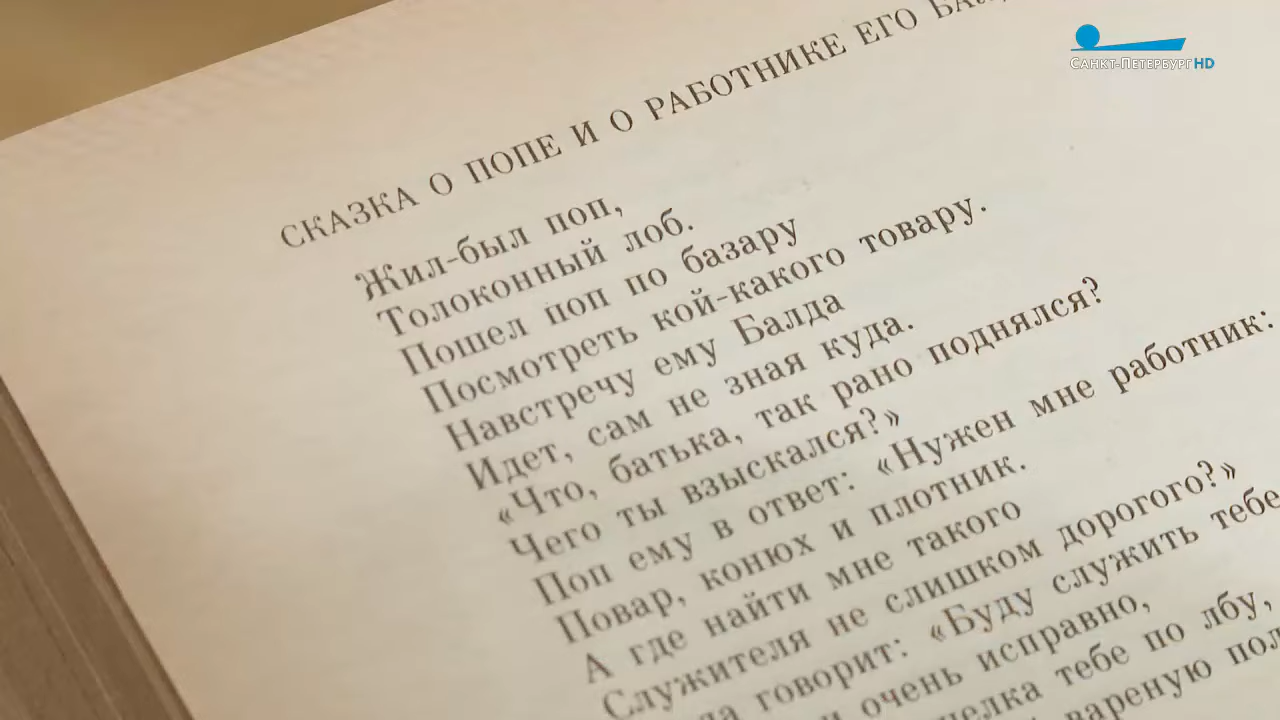 САНКТ-ПЕТЕРБУРГ HD
СКАЗКА О ПОПЕ И О РАБОТНИКЕ ЕГО
Жил-был поп,
Толоконный лоб.
Пошел поп по базару
Посмотреть кой-какого товару.
Навстречу ему Балда
Идет, сам не зная куда.
«Что, батька, так рано поднялся?
Чего ты взыскался?»
Поп ему в ответ: «Нужен мне работник:
Повар, конюх и плотник.
А где найти мне такого
Служителя не слишком дорогого?»
говорит: «Буду служить тебе
очень исправно,
тебе по лбу,
вареную